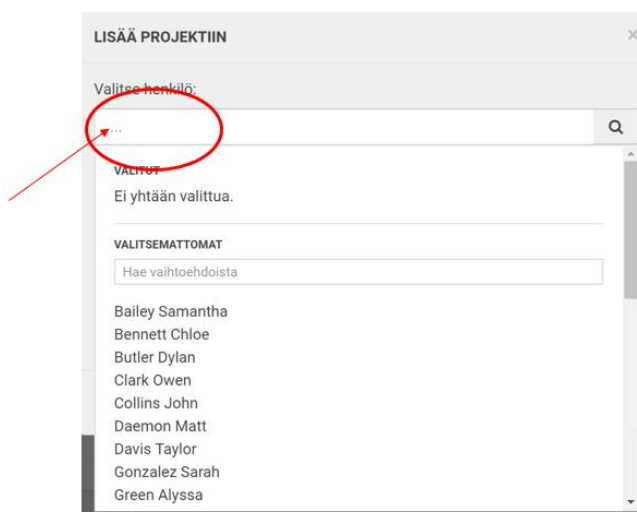 LISÄÄ PROJEKTIIN
×
Valitse henkilö:
...
VALITUT
Ei yhtään valittua.
VALITSEMATTOMAT
Hae vaihtoehdoista
Bailey Samantha
Bennett Chloe
Butler Dylan
Clark Owen
Collins John
Daemon Matt
Davis Taylor
Gonzalez Sarah
Green Alyssa